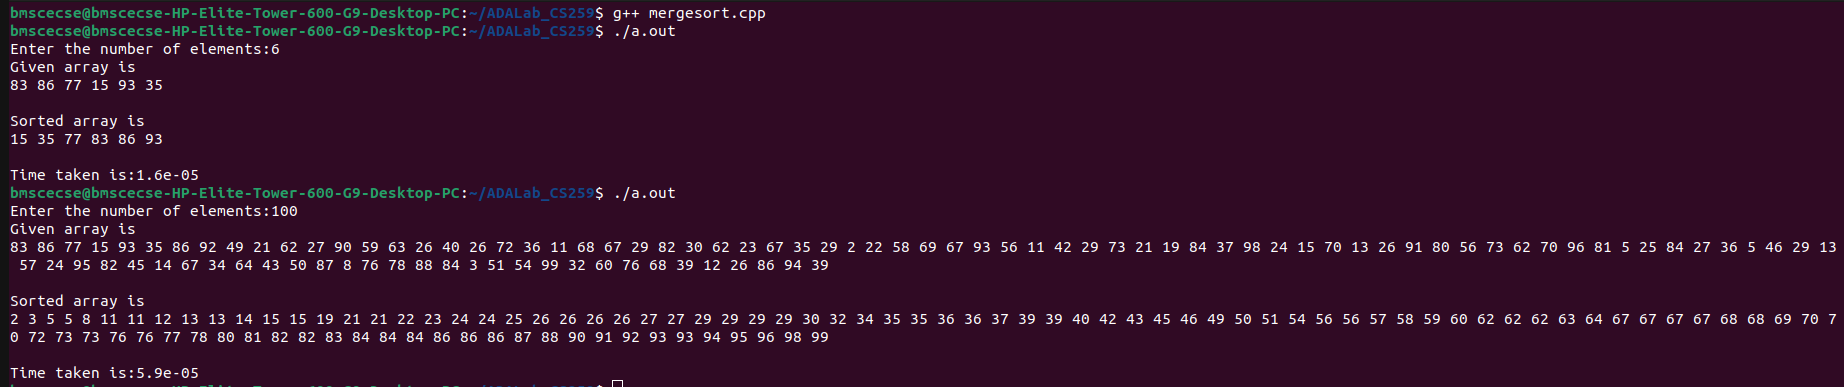 bmscecse@bmscecse-HP-Elite-Tower-600-G9-Desktop-PC:~/ADALab_CS259$ g++ mergesort.cpp
bmscecse@bmscecse-HP-Elite-Tower-600-G9-Desktop-PC:~/ADALab_CS259$ ./a.out
Enter the number of elements:6
Given array is
83 86 77 15 93 35
Sorted array is
15 35 77 83 86 93
Time taken is:1.6e-05
bmscecse@bmscecse-HP-Elite-Tower-600-G9-Desktop-PC:~/ADALab_CS259$ ./a.out
Enter the number of elements:100
Given array is
83 86 77 15 93 35 86 92 49 21 62 27 90 59 63 26 40 26 72 36 11 68 67 29 82 30 62 23 67 35 29 2 22 58 69 67 93 56 11 42 29 73 21 19 84 37 98 24 15 70 13 26 91 80 56 73 62 70 96 81 5 25 84 27 36 5 46 29 13
57 24 95 82 45 14 67 34 64 43 50 87 8 76 78 88 84 3 51 54 99 32 60 76 68 39 12 26 86 94 39
Sorted array is
2 3 5 5 8 11 11 12 13 13 14 15 15 19 21 21 22 23 24 24 25 26 26 26 26 27 27 29 29 29 29 30 32 34 35 35 36 36 37 39 39 40 42 43 45 46 49 50 51 54 56 56 57 58 59 60 62 62 62 63 64 67 67 67 67 68 68 69 70 7
0 72 73 73 76 76 77 78 80 81 82 82 83 84 84 84 86 86 86 87 88 90 91 92 93 93 94 95 96 98 99
Time taken is:5.9e-05